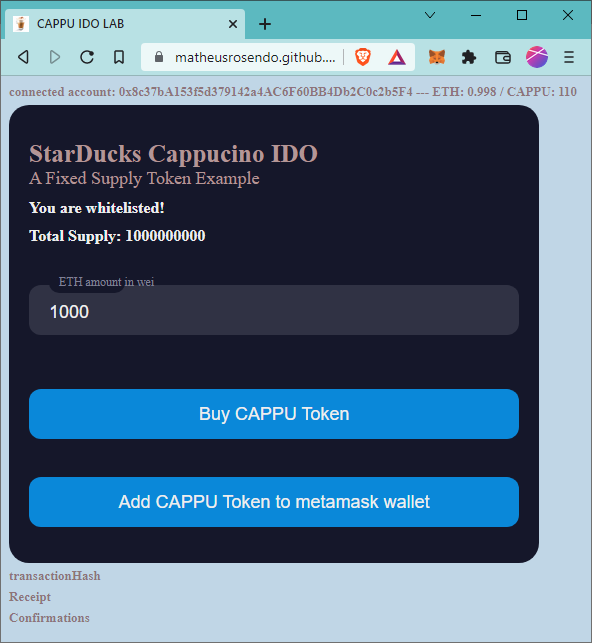 CAPPU IDO LAB
matheusrosendo.github....
connected account: 0x8c37bA153f5d379142a4AC6F60BB4Db2C0c2b5F4 --- ETH: 0.998 / CAPPU: 110
StarDucks Cappucino IDO
A Fixed Supply Token Example
You are whitelisted!
Total Supply: 1000000000
ETH amount in wei
1000
Buy CAPPU Token
Add CAPPU Token to metamask wallet
transactionHash
Receipt
Confirmations